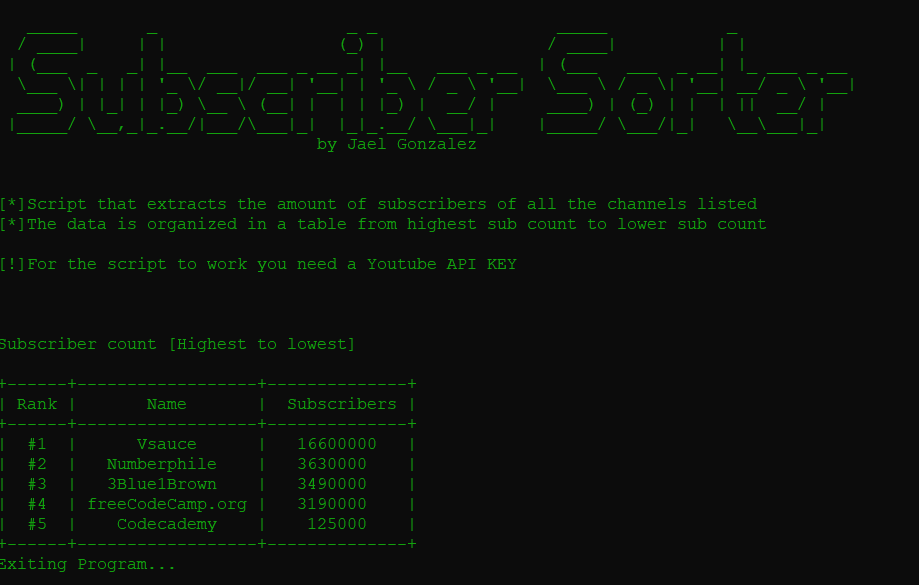 Subscriber Sorter
by Jael Gonzalez
[*]Script that extracts the amount of subscribers of all the channels listed
[*]The data is organized in a table from highest sub count to lower sub count
[!]For the script to work you need a Youtube API KEY
Subscriber count [Highest to lowest]
Rank | Name | Subscribers
#1 | Vsauce | 16600000
#2 | Numberphile | 3630000
#3 | 3Blue1Brown | 3490000
#4 | freeCodeCamp.org | 3190000
#5 | Codecademy | 125000
Exiting Program...